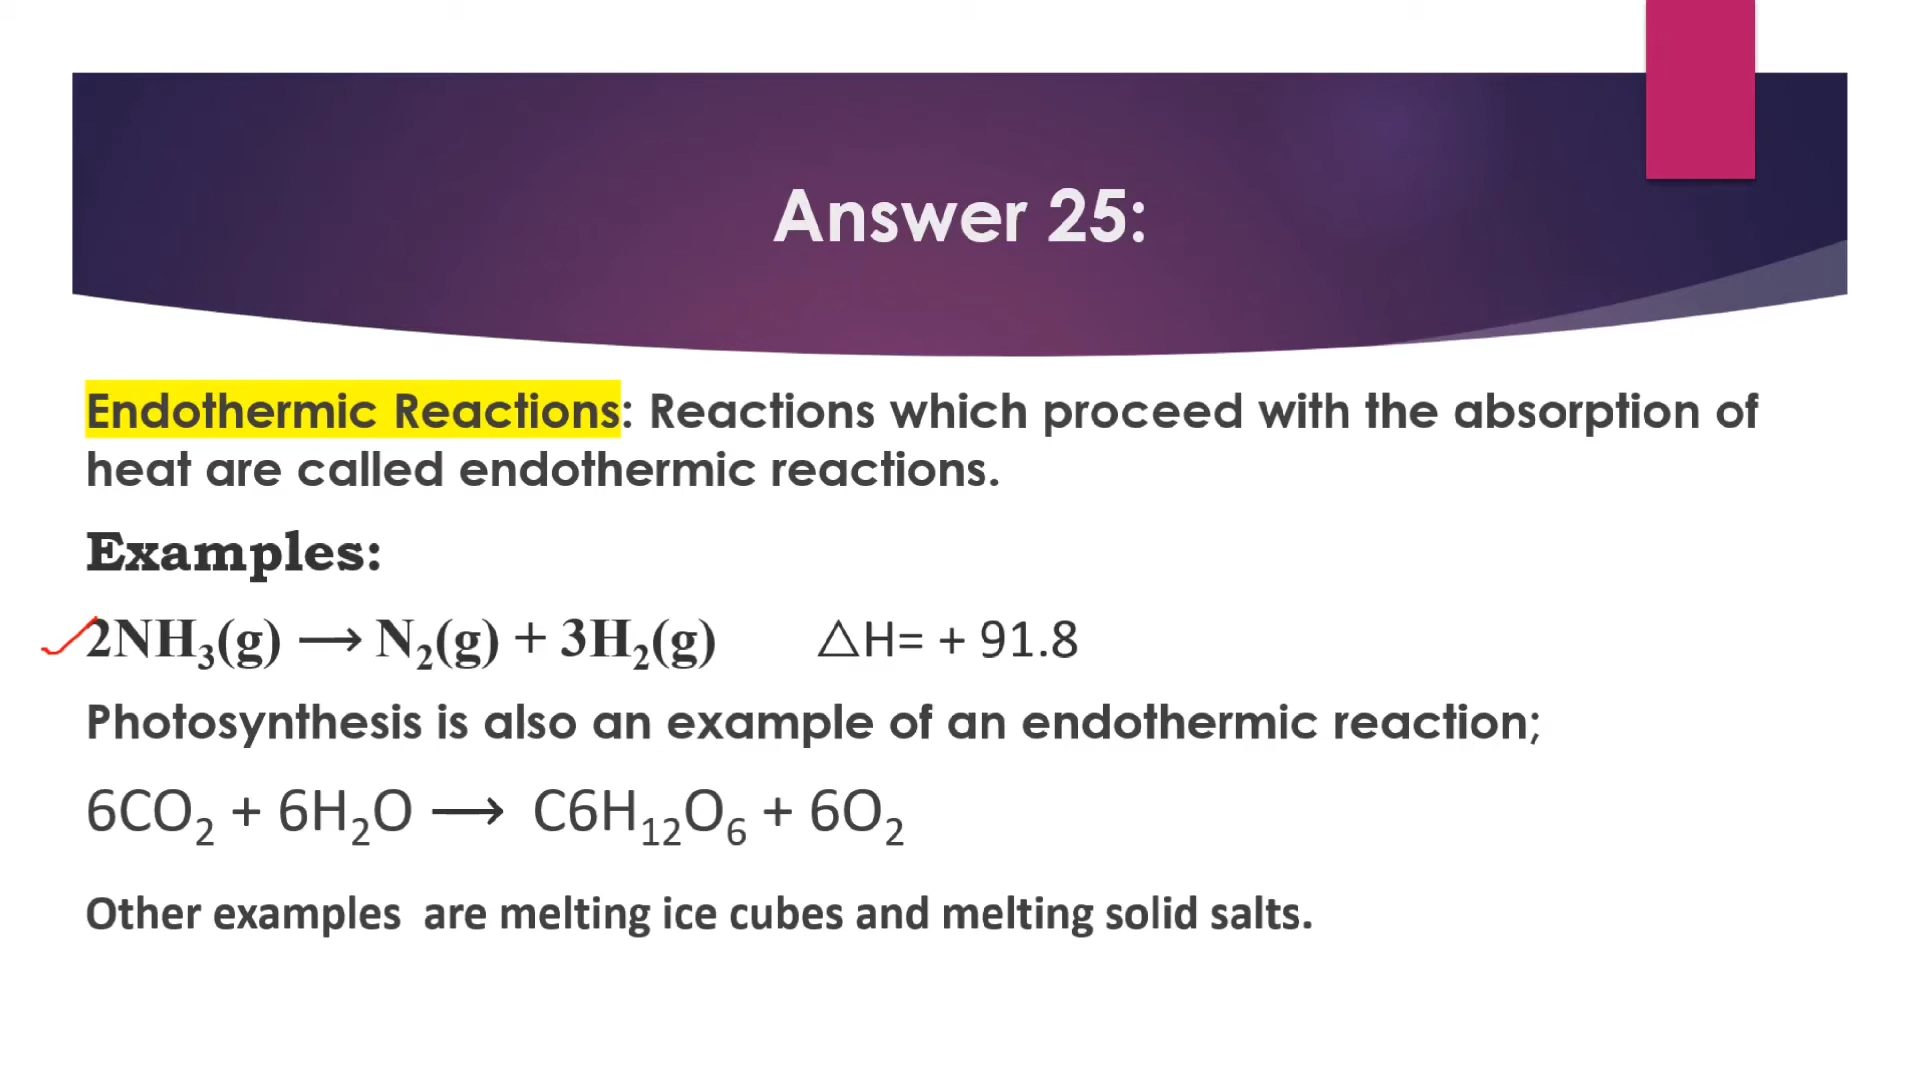 Answer 25:
Endothermic Reactions: Reactions which proceed with the absorption of
heat are called endothermic reactions.
Examples:
2NH₃(g) ⟶ N₂(g) + 3H₂(g) △H= + 91.8
Photosynthesis is also an example of an endothermic reaction;
6CO₂ + 6H₂O ⟶ C6H₁₂O₆ + 6O₂
Other examples are melting ice cubes and melting solid salts.